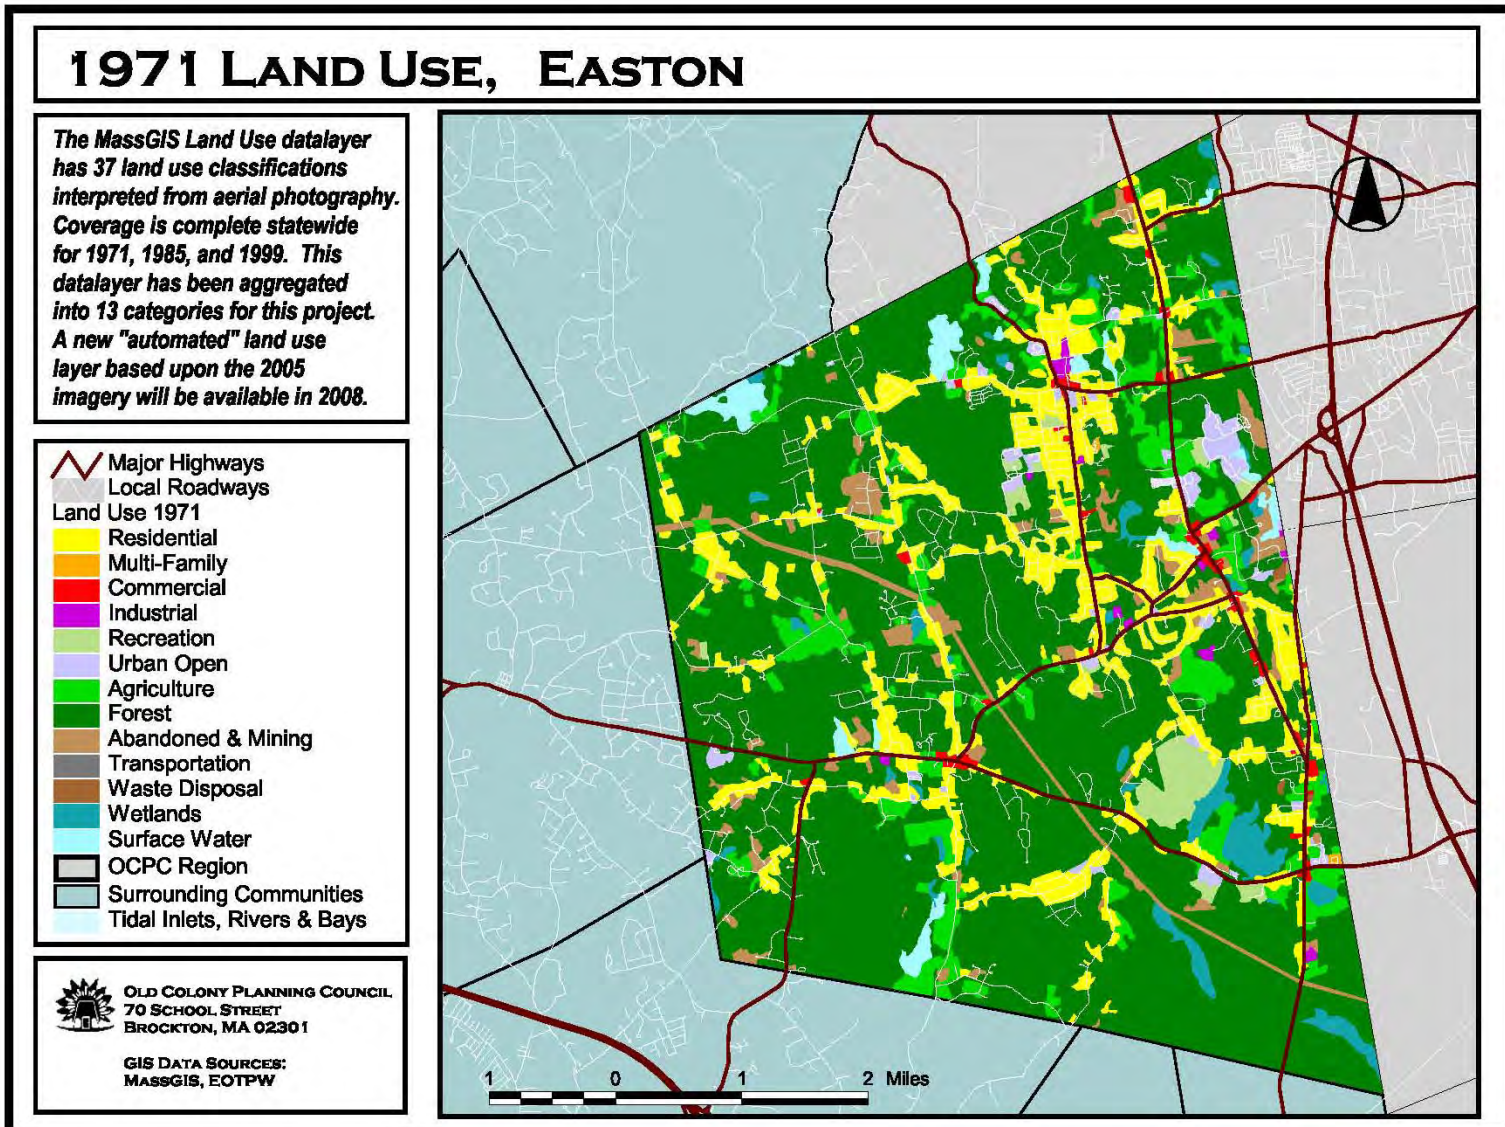 1971 LAND USE, EASTON
The MassGIS Land Use datalayer
has 37 land use classifications
interpreted from aerial photography.
Coverage is complete statewide
for 1971, 1985, and 1999. This
datalayer has been aggregated
into 13 categories for this project.
A new "automated" land use
layer based upon the 2005
imagery will be available in 2008.
Major Highways
Local Roadways
Land Use 1971
Residential
Multi-Family
Commercial
Industrial
Recreation
Urban Open
Agriculture
Forest
Abandoned & Mining
Transportation
Waste Disposal
Wetlands
Surface Water
OCPC Region
Surrounding Communities
Tidal Inlets, Rivers & Bays
OLD COLONY PLANNING COUNCIL
70 SCHOOL STREET
BROCKTON, MA 02301
GIS DATA SOURCES:
MASSGIS, EOTPW
1 0 1 2 Miles